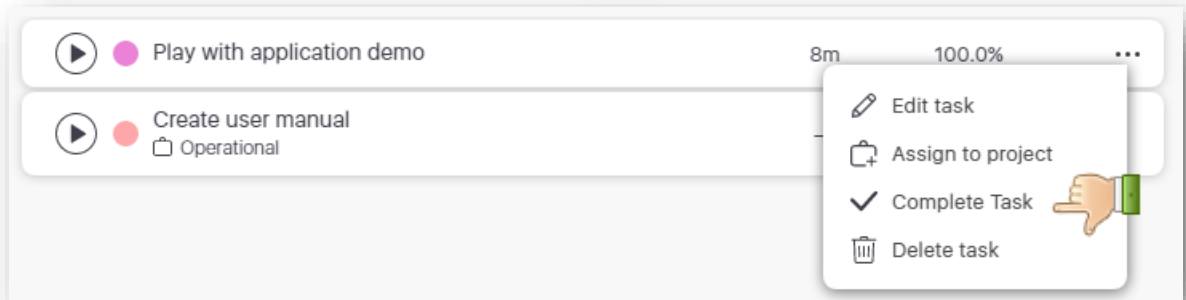 Play with application demo
8m
100.0%
Create user manual
Operational
Edit task
Assign to project
Complete Task
Delete task